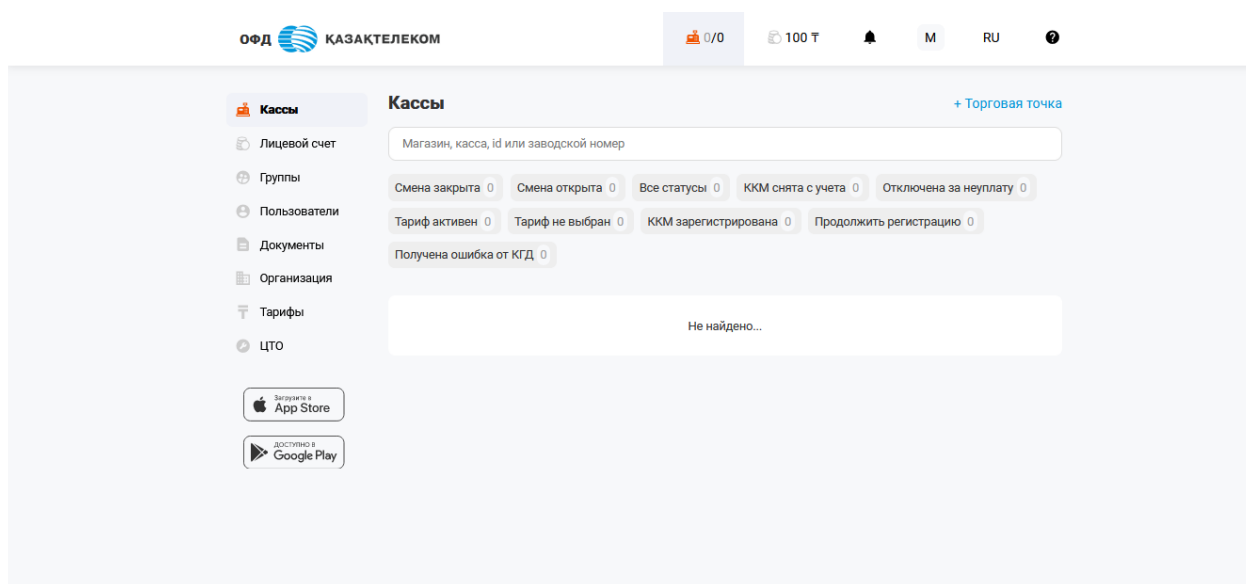 ОФД ҚАЗАҚТЕЛЕКОМ 0/0 100 ₸ M RU
Кассы
Лицевой счет
Группы
Пользователи
Документы
Организация
Тарифы
ЦТО
Загрузите в
App Store
ДОСТУПНО В
Google Play
Кассы + Торговая точка
Магазин, касса, id или заводской номер
Смена закрыта 0 Смена открыта 0 Все статусы 0 ККМ снята с учета 0 Отключена за неуплату 0
Тариф активен 0 Тариф не выбран 0 ККМ зарегистрирована 0 Продолжить регистрацию 0
Получена ошибка от КГД 0
Не найдено...